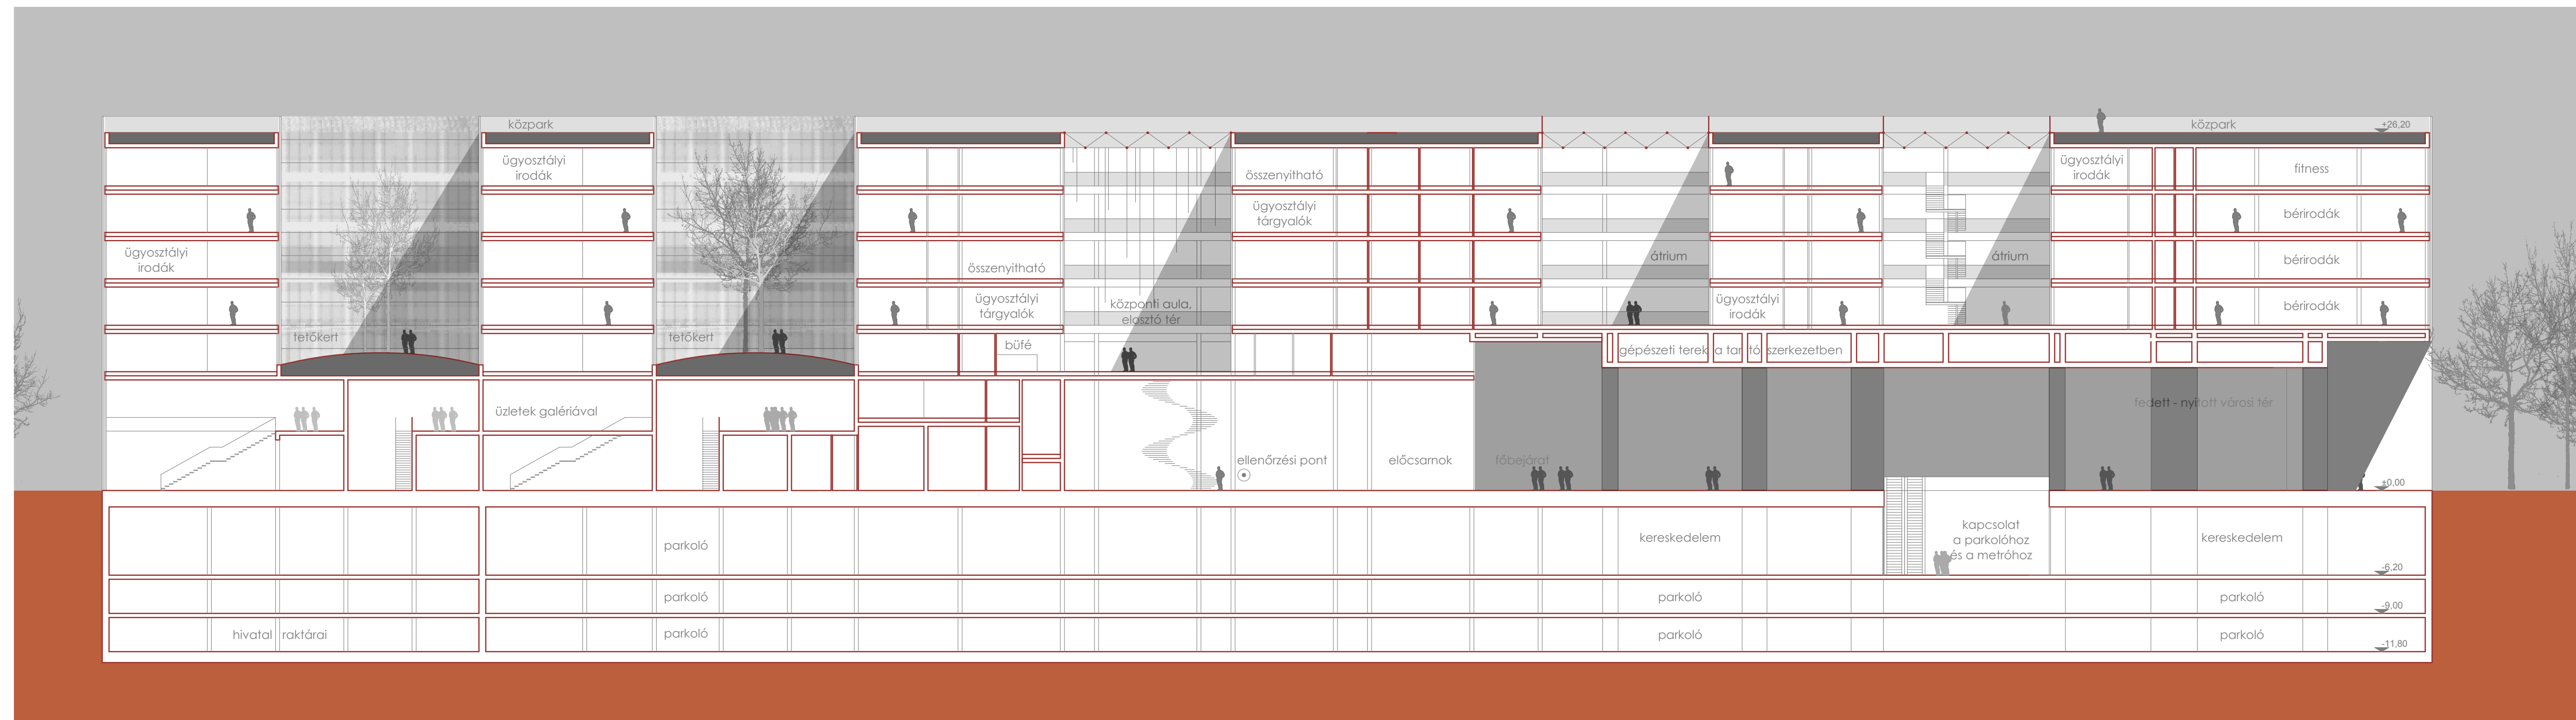 közpark
közpark
+26,20
ügyosztályi
irodák
összenyitható
ügyosztályi
irodák
fitness
ügyosztályi
tárgyalók
bérirodák
ügyosztályi
irodák
összenyitható
átrium
átrium
bérirodák
ügyosztályi
tárgyalók
központi aula,
elosztó tér
ügyosztályi
irodák
bérirodák
tetőkert
tetőkert
büfé
gépészeti terek a tartó szerkezetben
üzletek galériával
fedett - nyitott városi tér
ellenőrzési pont
előcsarnok
főbejárat
±0,00
parkoló
kereskedelem
kapcsolat
a parkolóhoz
és a metróhoz
kereskedelem
-6,20
parkoló
parkoló
parkoló
-9,00
hivatal raktárai
parkoló
parkoló
parkoló
-11,80